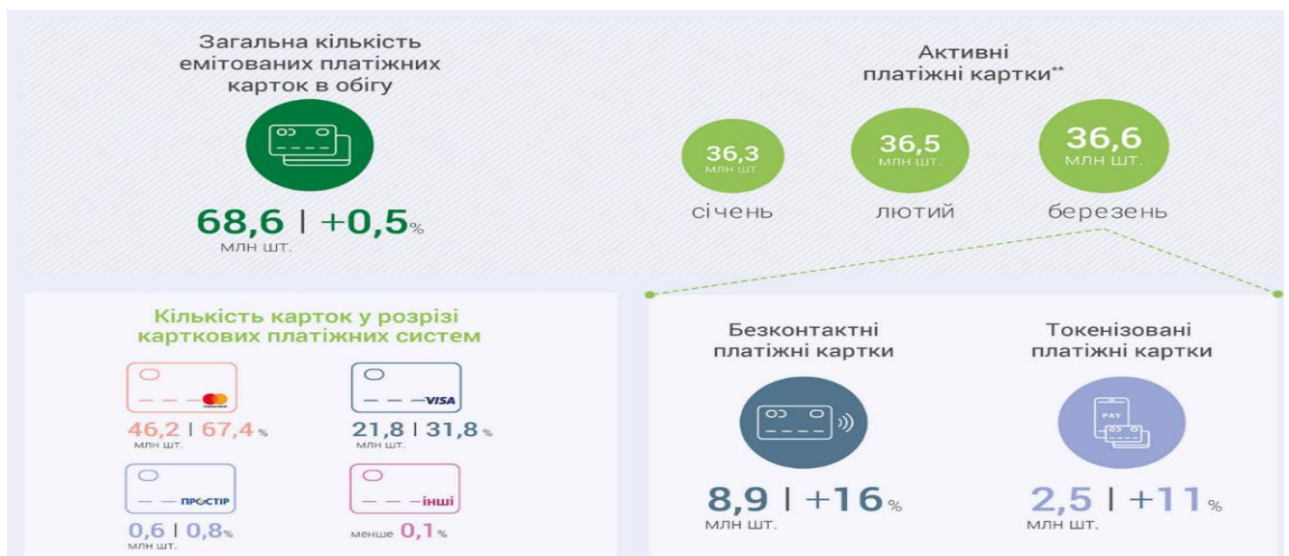 Загальна кількість
емітованих платіжних
карток в обігу
68,6 | +0,5%
млн шт.
Активні
платіжні картки**
36,3
млн шт.
січень
36,5
млн шт.
лютий
36,6
млн шт.
березень
Кількість карток у розрізі
карткових платіжних систем
46,2 | 67,4%
млн шт.
VISA
21,8 | 31,8%
млн шт.
ПРОСТІР
0,6 | 0,8%
млн шт.
інші
менше 0,1%
Безконтактні
платіжні картки
8,9 | +16%
млн шт.
Токенізовані
платіжні картки
PAY
2,5 | +11%
млн шт.